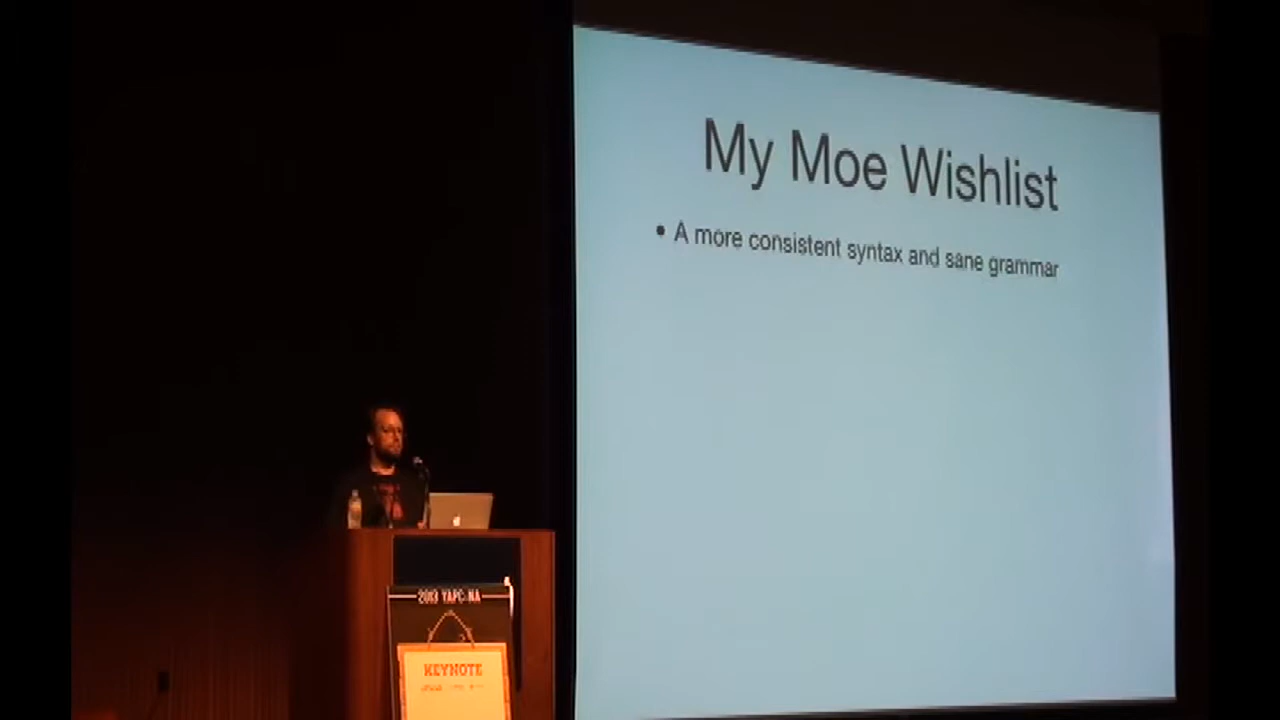 My Moe Wishlist
• A more consistent syntax and sane grammar
2013 YAPC::NA
KEYNOTE